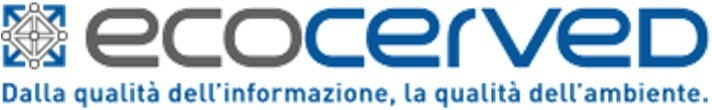 ecocerved
Dalla qualità dell'informazione, la qualità dell'ambiente.